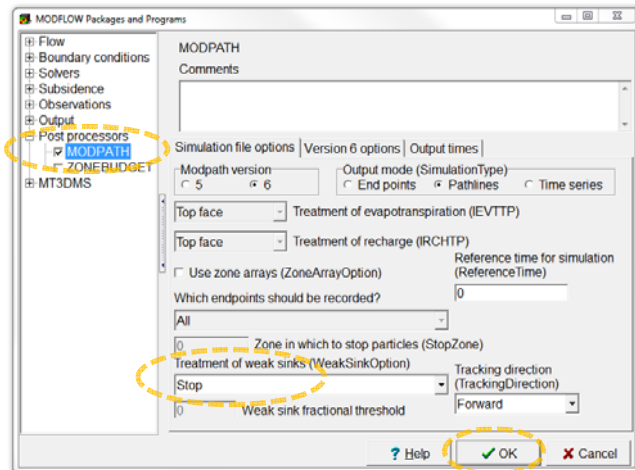 MODFLOW Packages and Programs
Flow
Boundary conditions
Solvers
Subsidence
Observations
Output
Post processors
MODPATH
ZONEBUDGET
MT3DMS
MODPATH
Comments
Simulation file options Version 6 options Output times
Modpath version
5 6
Output mode (SimulationType)
End points Pathlines Time series
Top face Treatment of evapotranspiration (IEVTTP)
Top face Treatment of recharge (IRCHTP)
Use zone arrays (ZoneArrayOption)
Reference time for simulation
(ReferenceTime)
0
Which endpoints should be recorded?
All
0 Zone in which to stop particles (StopZone)
Treatment of weak sinks (WeakSinkOption)
Stop
0 Weak sink fractional threshold
Tracking direction
(TrackingDirection)
Forward
? Help OK Cancel